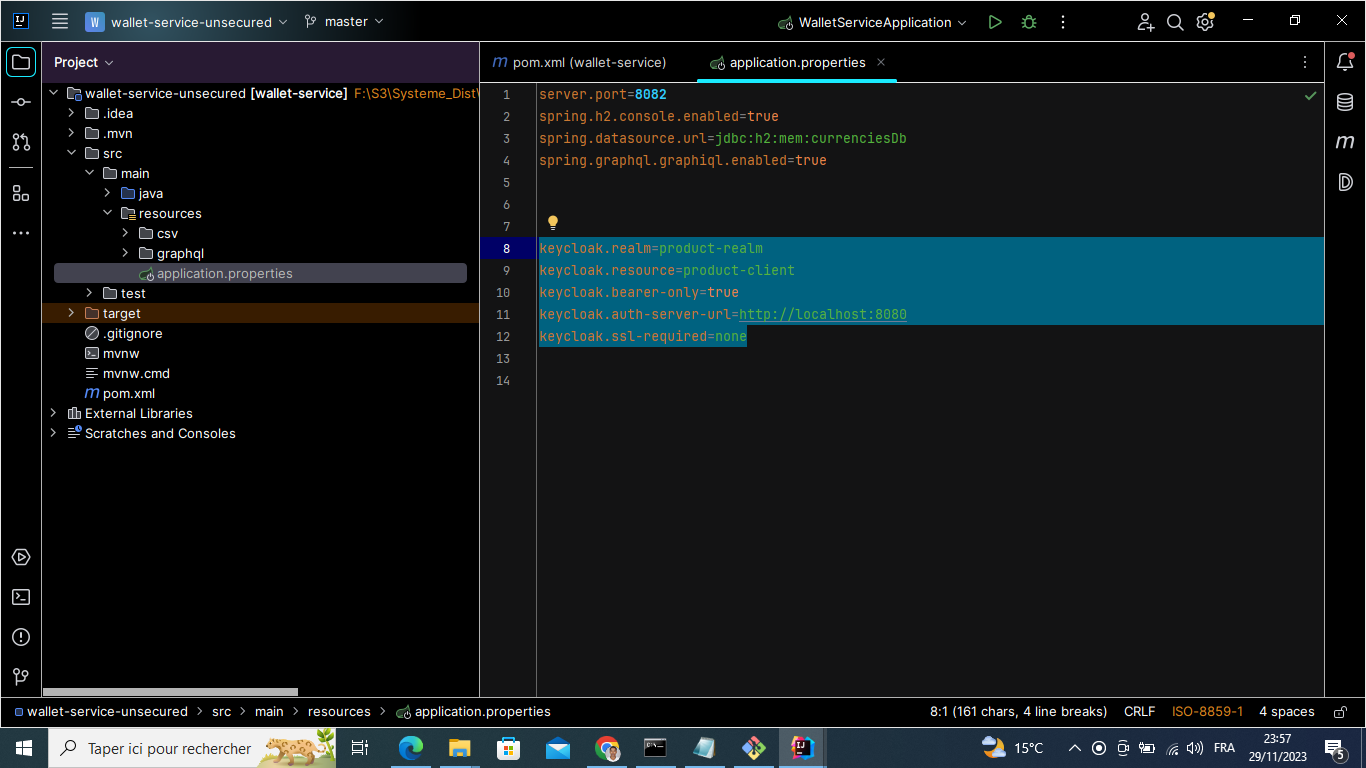 W wallet-service-unsecured master WalletServiceApplication
Project
wallet-service-unsecured [wallet-service] F:\S3\Systeme_Dist\
.idea
.mvn
src
main
java
resources
csv
graphql
application.properties
test
target
.gitignore
mvnw
mvnw.cmd
pom.xml
External Libraries
Scratches and Consoles
pom.xml (wallet-service) application.properties
1 server.port=8082
2 spring.h2.console.enabled=true
3 spring.datasource.url=jdbc:h2:mem:currenciesDb
4 spring.graphql.graphiql.enabled=true
5
6
7
8 keycloak.realm=product-realm
9 keycloak.resource=product-client
10 keycloak.bearer-only=true
11 keycloak.auth-server-url=http://localhost:8080
12 keycloak.ssl-required=none
13
14
wallet-service-unsecured > src > main > resources > application.properties 8:1 (161 chars, 4 line breaks) CRLF ISO-8859-1 4 spaces
Taper ici pour rechercher 15°C FRA 23:57
29/11/2023 5